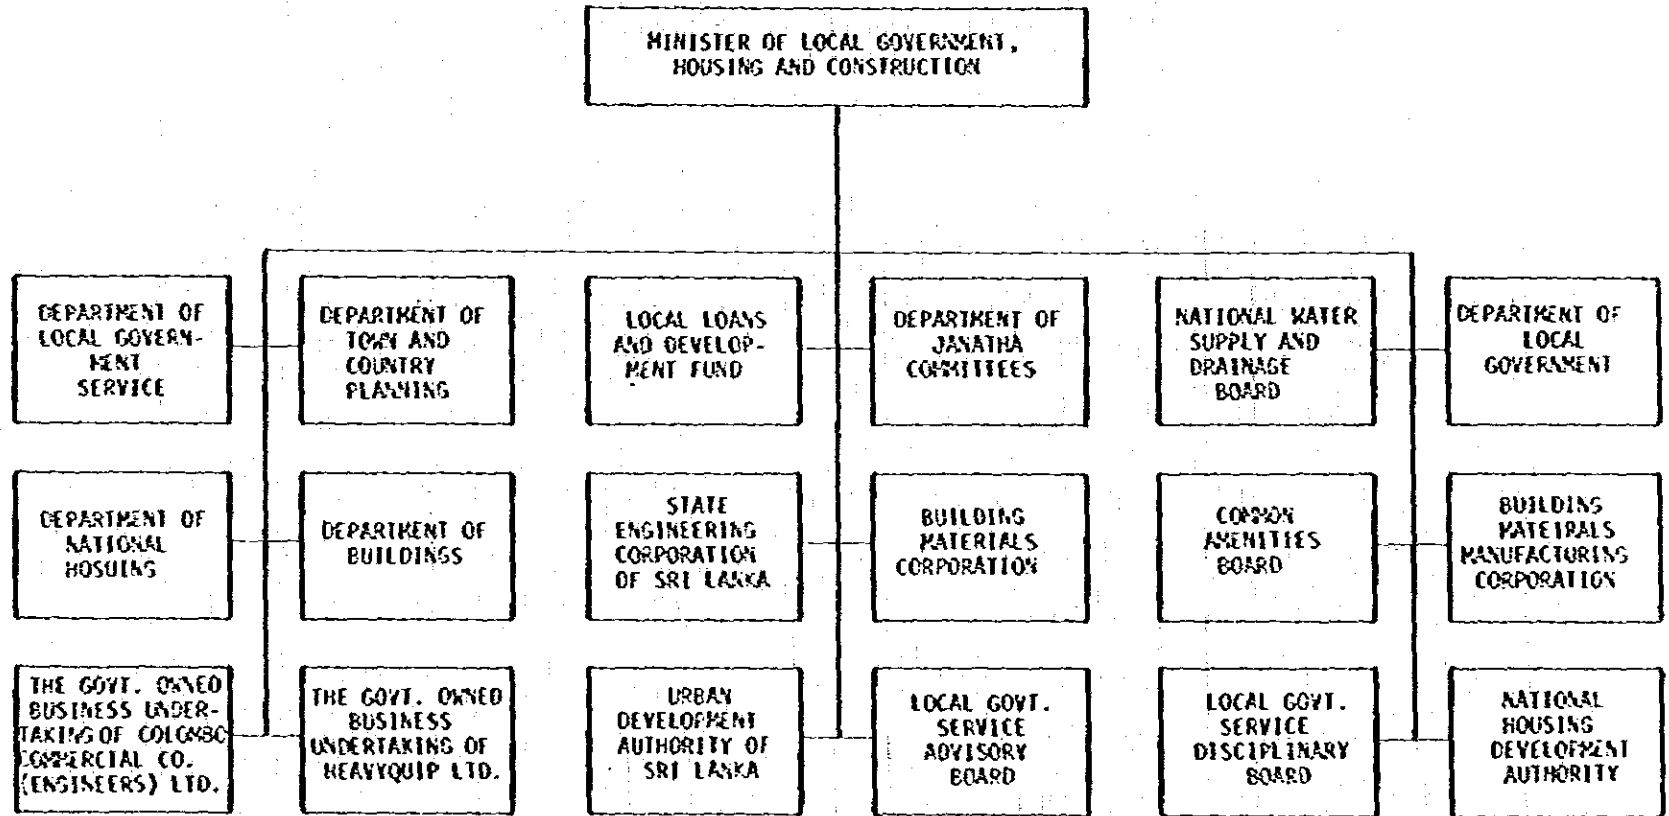 MINISTER OF LOCAL GOVERNMENT,
HOUSING AND CONSTRUCTION
DEPARTMENT OF
LOCAL GOVERN-
MENT
SERVICE
DEPARTMENT OF
TOWN AND
COUNTRY
PLANNING
LOCAL LOANS
AND DEVELOP-
MENT FUND
DEPARTMENT OF
JANATHA
COMMITTEES
NATIONAL WATER
SUPPLY AND
DRAINAGE
BOARD
DEPARTMENT OF
LOCAL
GOVERNMENT
DEPARTMENT OF
NATIONAL
HOSUING
DEPARTMENT OF
BUILDINGS
STATE
ENGINEERING
CORPORATION
OF SRI LANKA
BUILDING
MATERIALS
CORPORATION
COMMON
AMENITIES
BOARD
BUILDING
MATEIRALS
MANUFACTURING
CORPORATION
THE GOVT. OWNED
BUSINESS UNDER-
TAKING OF COLOMBO
COMMERCIAL CO.
(ENGINEERS) LTD.
THE GOVT. OWNED
BUSINESS
UNDERTAKING OF
HEAVYQUIP LTD.
URBAN
DEVELOPMENT
AUTHORITY OF
SRI LANKA
LOCAL GOVT.
SERVICE
ADVISORY
BOARD
LOCAL GOVT.
SERVICE
DISCIPLINARY
BOARD
NATIONAL
HOUSING
DEVELOPMENT
AUTHORITY